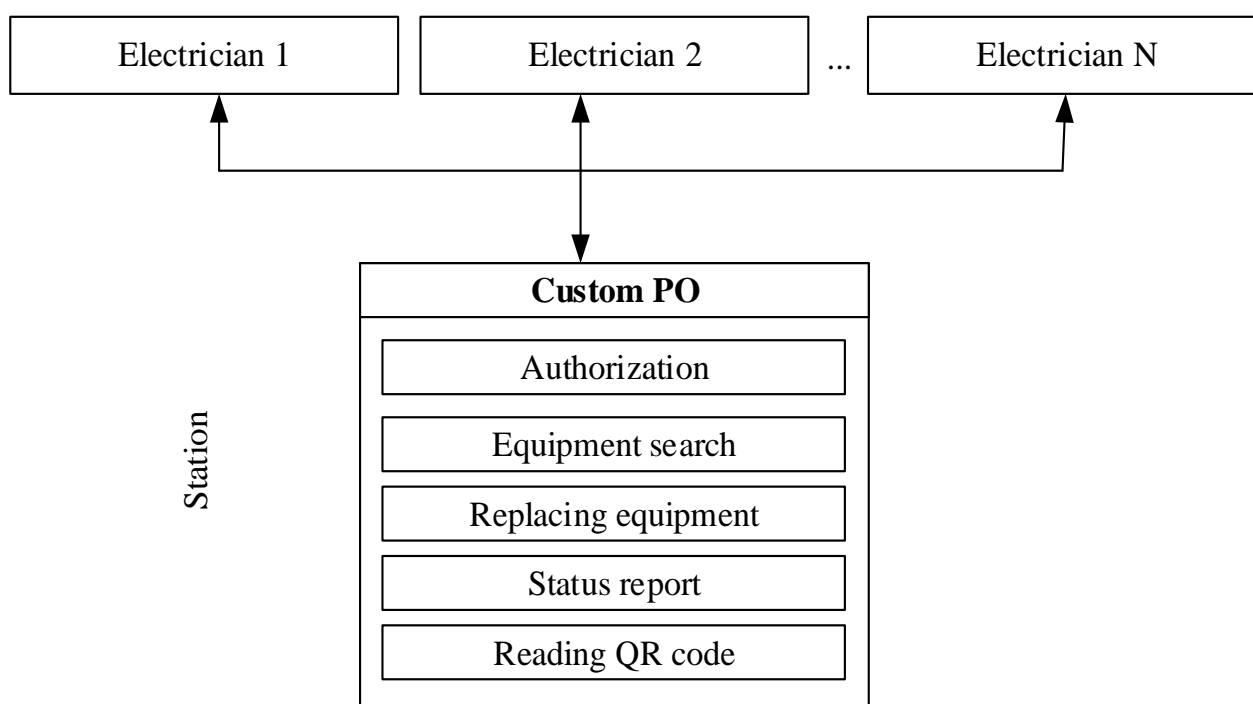 Electrician 1
Electrician 2
...
Electrician N
Custom PO
Authorization
Equipment search
Replacing equipment
Status report
Reading QR code
Station